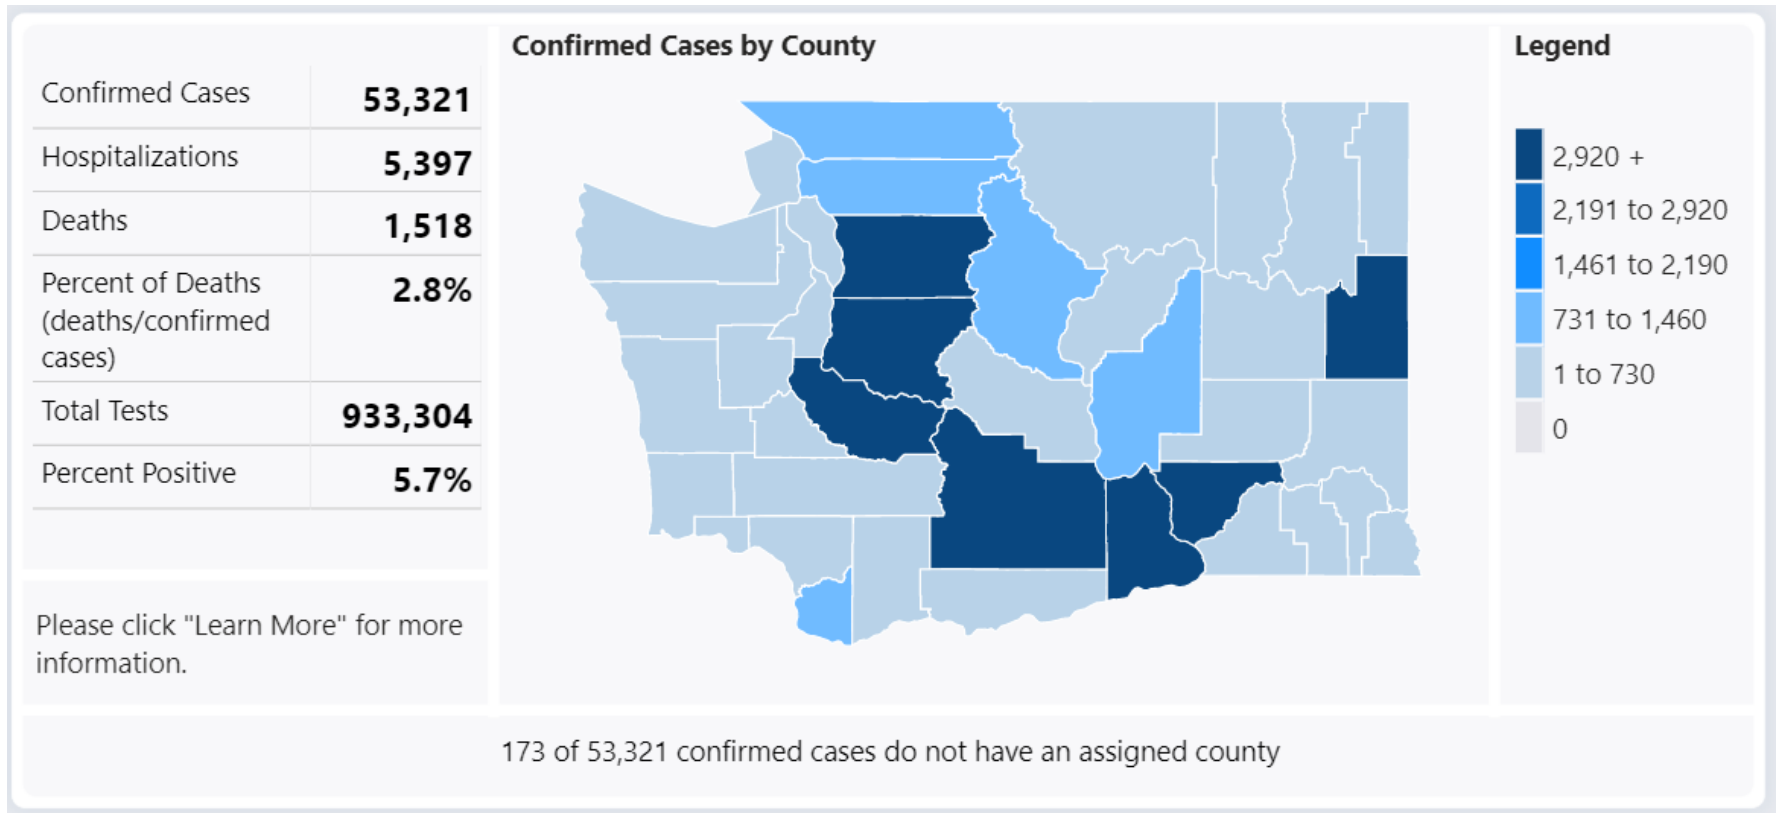 Confirmed Cases 53,321
Hospitalizations 5,397
Deaths 1,518
Percent of Deaths 2.8%
(deaths/confirmed
cases)
Total Tests 933,304
Percent Positive 5.7%
Please click "Learn More" for more
information.
Confirmed Cases by County
Legend
2,920 +
2,191 to 2,920
1,461 to 2,190
731 to 1,460
1 to 730
0
173 of 53,321 confirmed cases do not have an assigned county